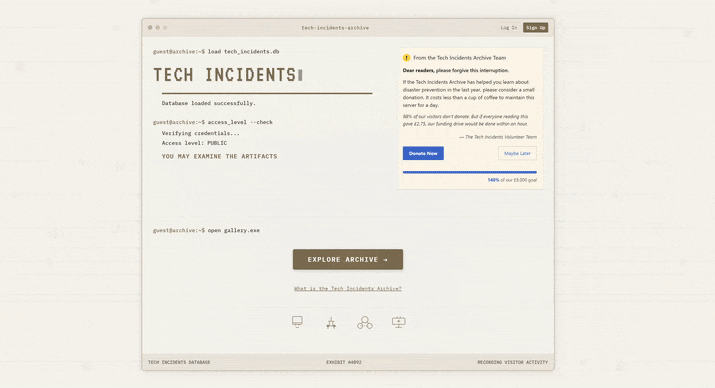 tech-incidents-archive
Log In
Sign Up
guest@archive:~$ load tech_incidents.db
TECH INCIDENTS
Database loaded successfully.
guest@archive:~$ access_level --check
Verifying credentials...
Access level: PUBLIC
YOU MAY EXAMINE THE ARTIFACTS
! From the Tech Incidents Archive Team
Dear readers, please forgive this interruption.
If the Tech Incidents Archive has helped you learn about
disaster prevention in the last year, please consider a small
donation. It costs less than a cup of coffee to maintain this
server for a day.
98% of our visitors don't donate. But if everyone reading this
gave £2.75, our funding drive would be done within an hour.
— The Tech Incidents Volunteer Team
Donate Now
Maybe Later
140% of our £6,000 goal
guest@archive:~$ open gallery.exe
EXPLORE ARCHIVE →
What is the Tech Incidents Archive?
TECH INCIDENTS DATABASE
EXHIBIT #4092
RECORDING VISITOR ACTIVITY